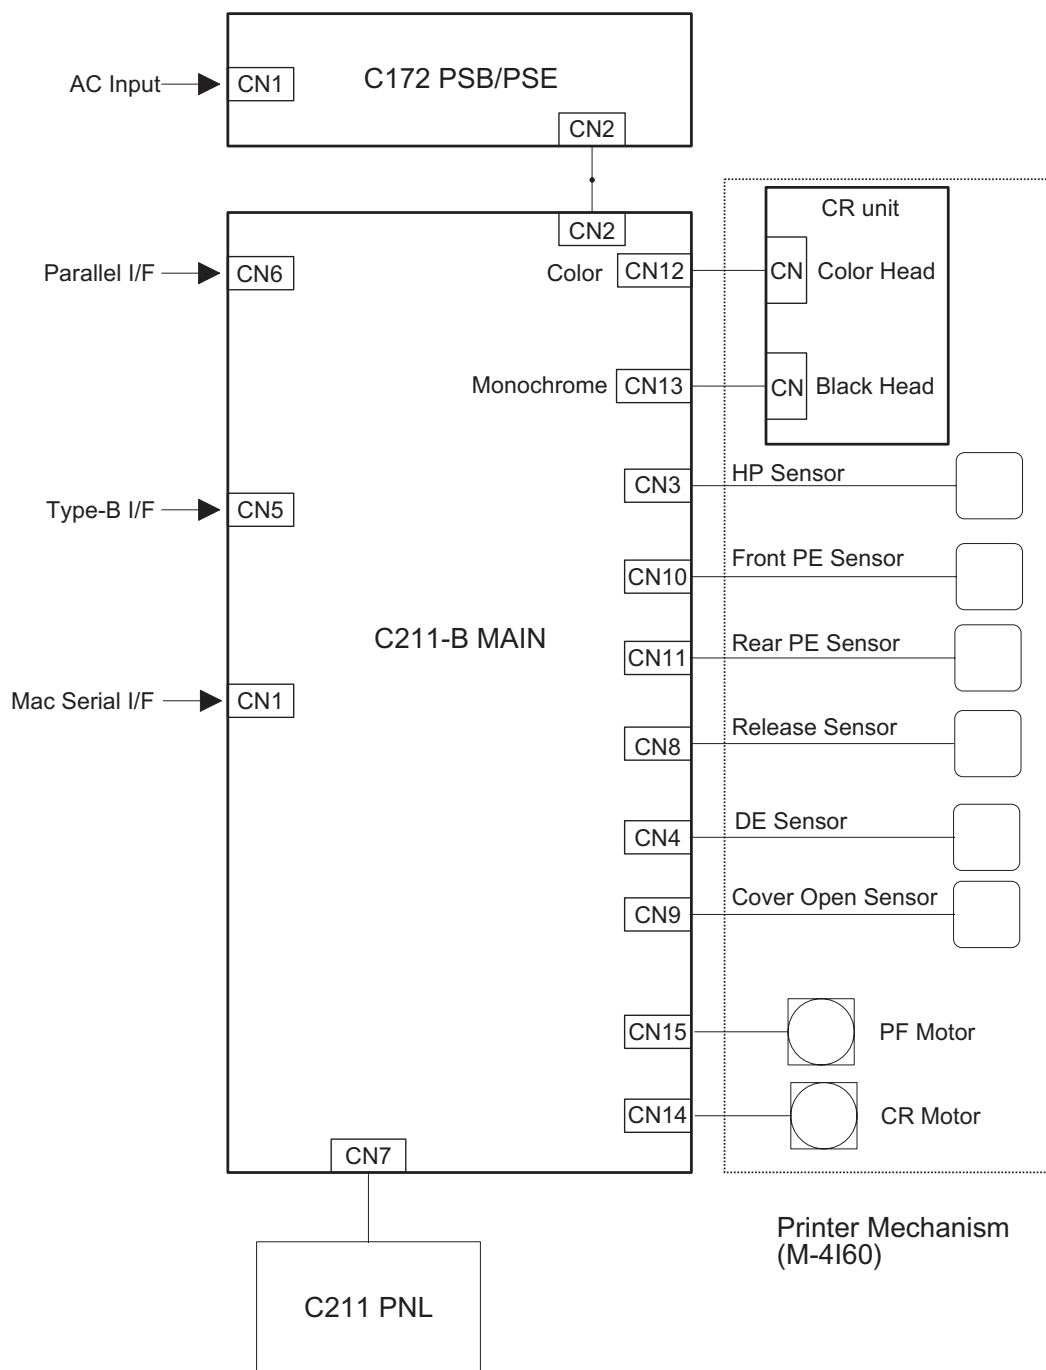 AC Input
CN1
C172 PSB/PSE
CN2
CN2
Parallel I/F
CN6
Color
CN12
CR unit
CN
Color Head
Monochrome
CN13
CN
Black Head
CN3
HP Sensor
Type-B I/F
CN5
CN10
Front PE Sensor
C211-B MAIN
CN11
Rear PE Sensor
Mac Serial I/F
CN1
CN8
Release Sensor
CN4
DE Sensor
CN9
Cover Open Sensor
CN15
PF Motor
CN14
CR Motor
CN7
Printer Mechanism
(M-4I60)
C211 PNL